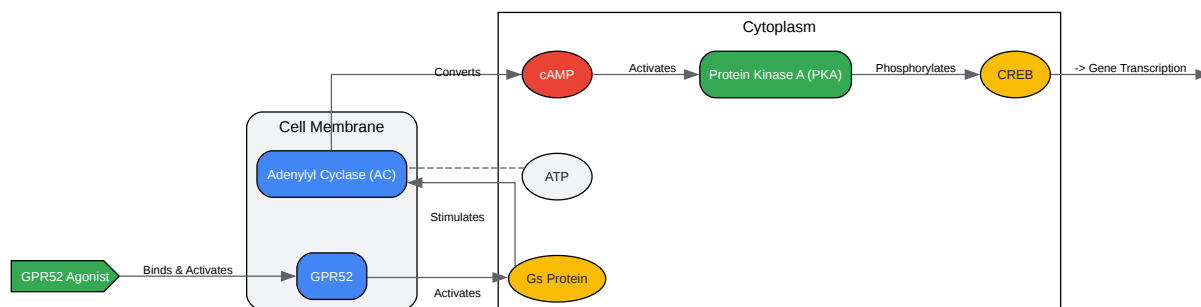 Cytoplasm
Converts
cAMP
Activates
Protein Kinase A (PKA)
Phosphorylates
CREB
-> Gene Transcription
Cell Membrane
Adenylyl Cyclase (AC)
ATP
Stimulates
GPR52 Agonist
Binds & Activates
GPR52
Activates
Gs Protein